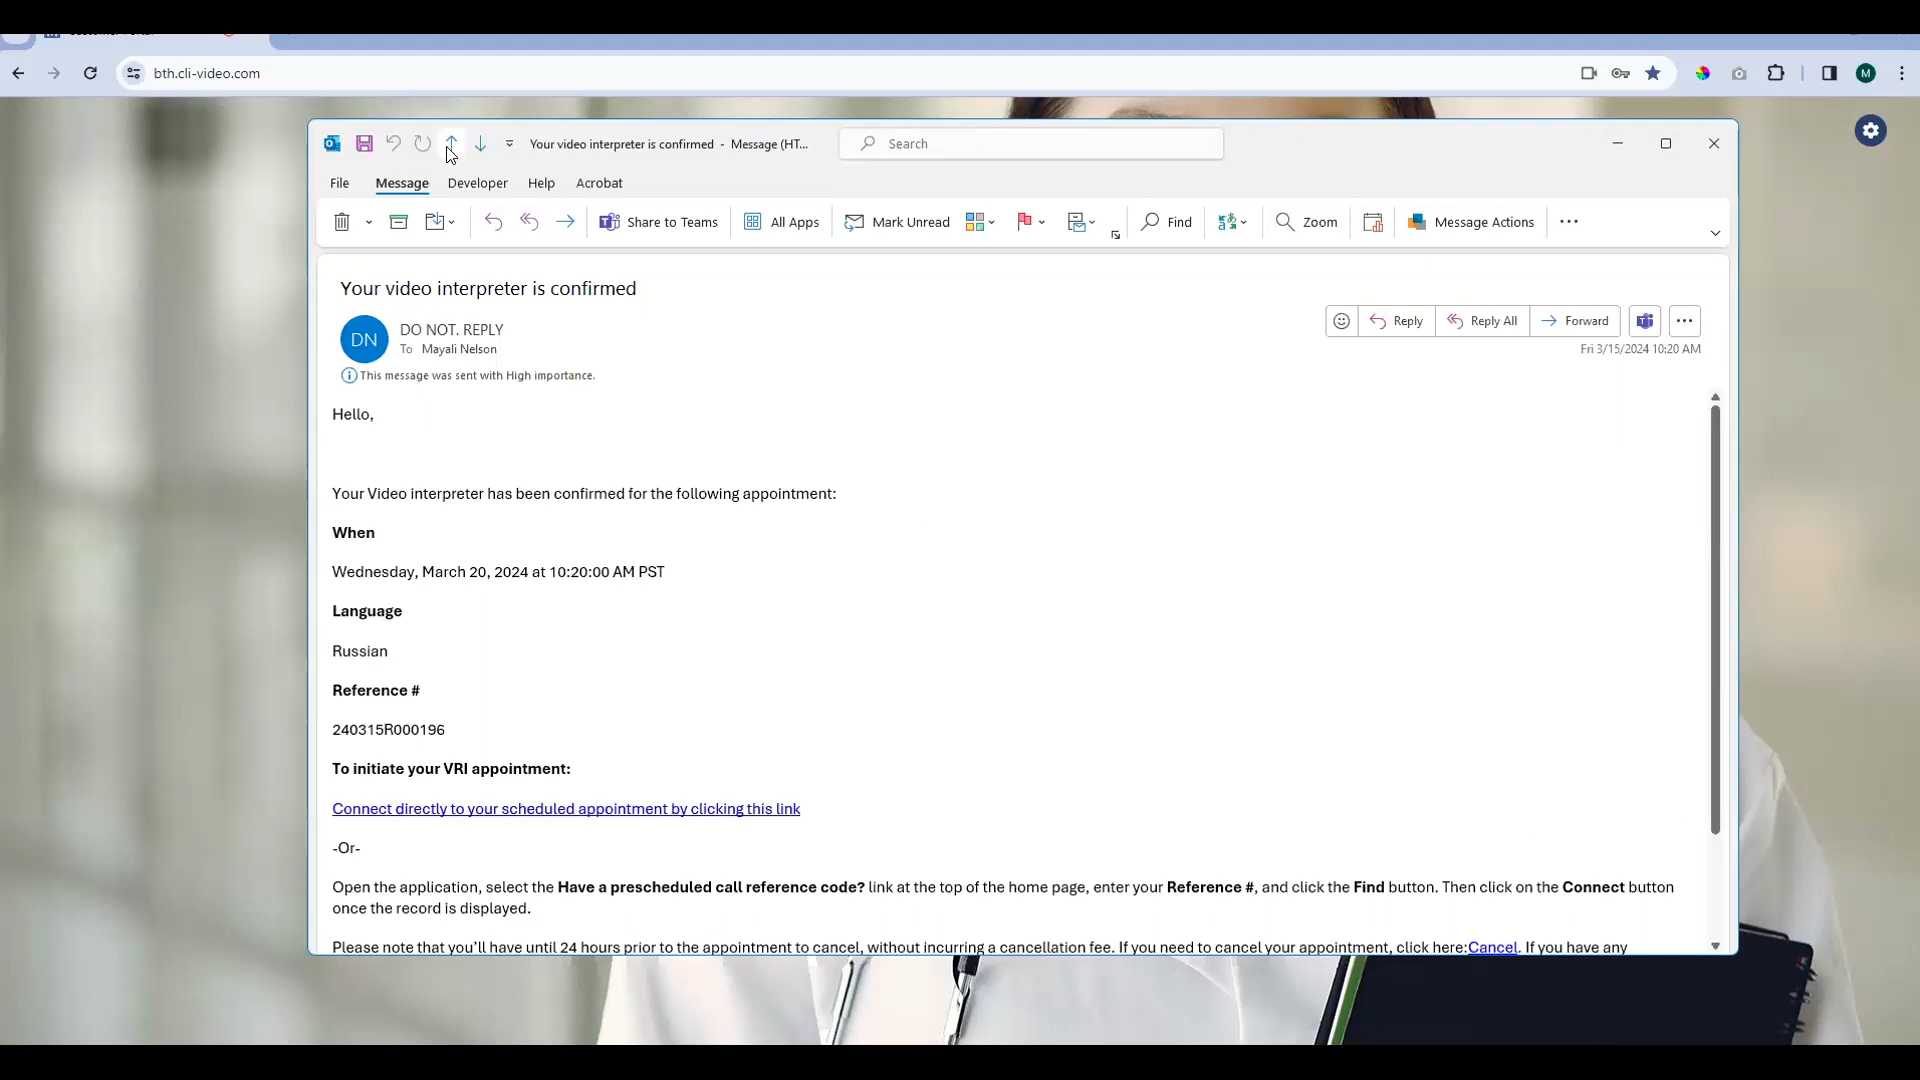 bth.cli-video.com
M
Your video interpreter is confirmed - Message (HT...
Search
File Message Developer Help Acrobat
Share to Teams All Apps Mark Unread Find Zoom Message Actions
Your video interpreter is confirmed
DN
DO NOT. REPLY
To Mayali Nelson
Reply Reply All Forward
Fri 3/15/2024 10:20 AM
This message was sent with High importance.
Hello,
Your Video interpreter has been confirmed for the following appointment:
When
Wednesday, March 20, 2024 at 10:20:00 AM PST
Language
Russian
Reference #
240315R000196
To initiate your VRI appointment:
Connect directly to your scheduled appointment by clicking this link
-Or-
Open the application, select the Have a prescheduled call reference code? link at the top of the home page, enter your Reference #, and click the Find button. Then click on the Connect button
once the record is displayed.
Please note that you'll have until 24 hours prior to the appointment to cancel, without incurring a cancellation fee. If you need to cancel your appointment, click here:Cancel. If you have any